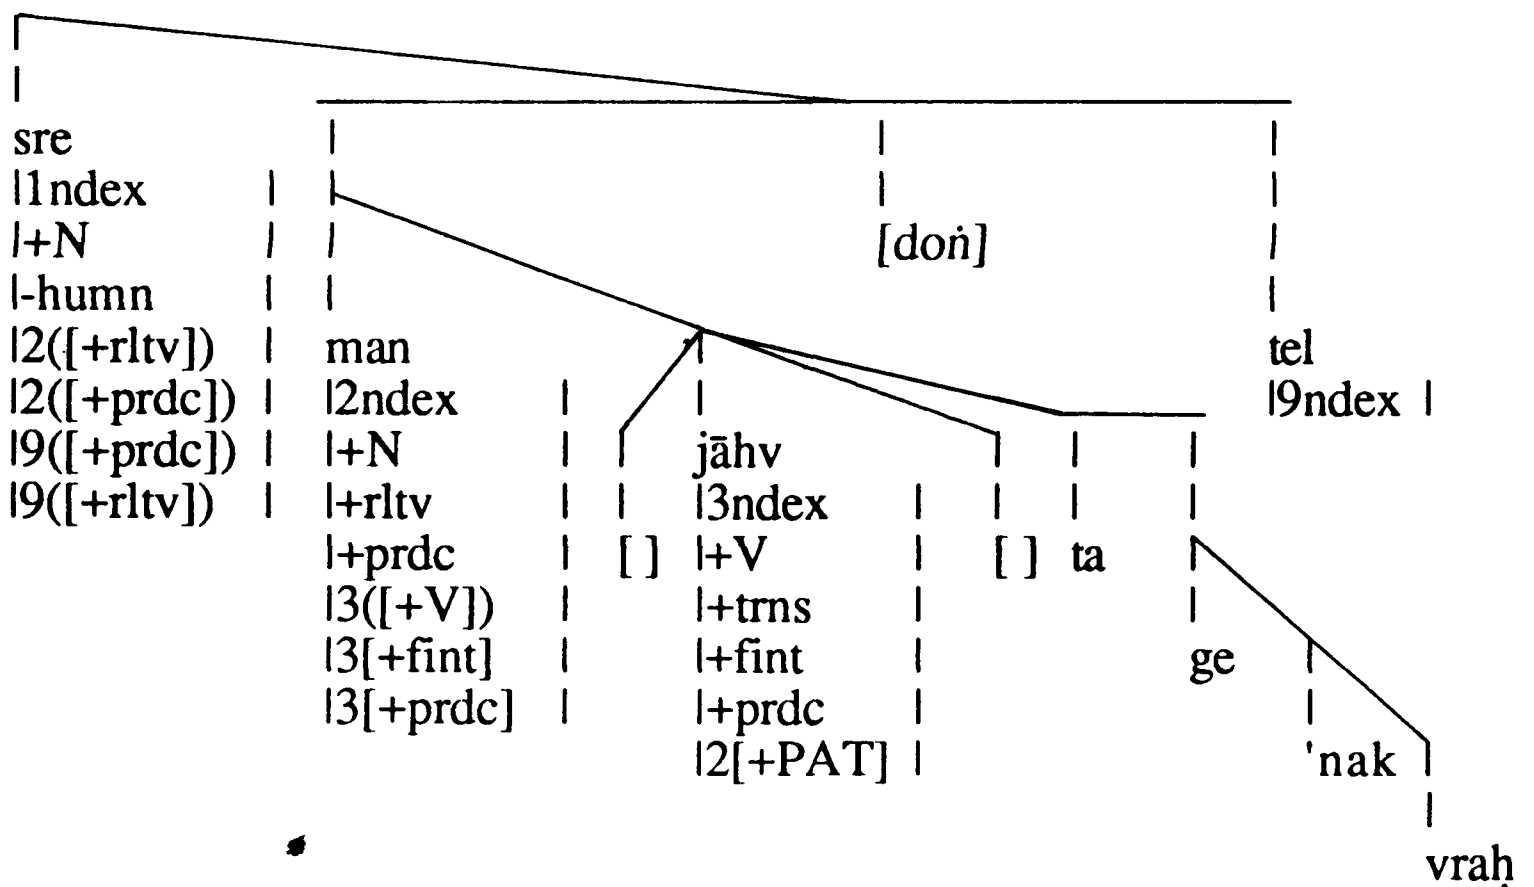 sre
|1ndex |
|+N |
|-humn |
|2([+rltv]) |
|2([+prdc]) |
|9([+prdc]) |
|9([+rltv]) |
man
|2ndex |
|+N |
|+rltv |
|+prdc |
|3([+V]) |
|3[+fint] |
|3[+prdc] |
[ ]
jāhv
|3ndex |
|+V |
|+trns |
|+fint |
|+prdc |
|2[+PAT] |
[ ]
ta
ge
'nak
vraḥ
[doṅ]
tel
|9ndex |